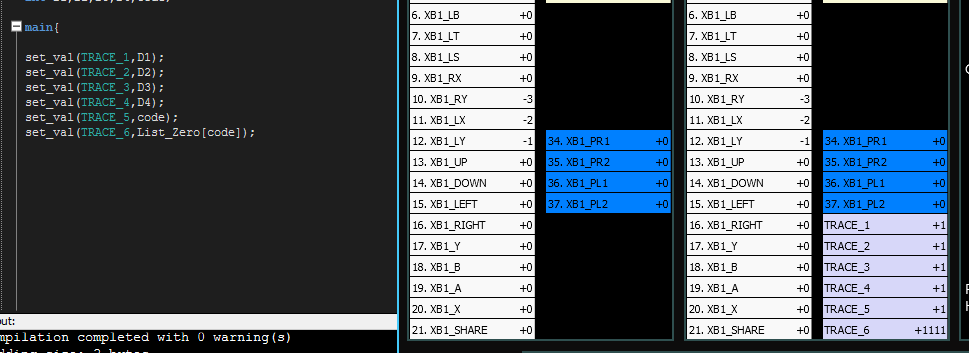 main{
set_val(TRACE_1,D1);
set_val(TRACE_2,D2);
set_val(TRACE_3,D3);
set_val(TRACE_4,D4);
set_val(TRACE_5,code);
set_val(TRACE_6,List_Zero[code]);
put:
mpilation completed with 0 warning(s)
6. XB1_LB +0
7. XB1_LT +0
8. XB1_LS +0
9. XB1_RX +0
10. XB1_RY -3
11. XB1_LX -2
12. XB1_LY -1
13. XB1_UP +0
14. XB1_DOWN +0
15. XB1_LEFT +0
16. XB1_RIGHT +0
17. XB1_Y +0
18. XB1_B +0
19. XB1_A +0
20. XB1_X +0
21. XB1_SHARE +0
34. XB1_PR1 +0
35. XB1_PR2 +0
36. XB1_PL1 +0
37. XB1_PL2 +0
6. XB1_LB +0
7. XB1_LT +0
8. XB1_LS +0
9. XB1_RX +0
10. XB1_RY -3
11. XB1_LX -2
12. XB1_LY -1
13. XB1_UP +0
14. XB1_DOWN +0
15. XB1_LEFT +0
16. XB1_RIGHT +0
17. XB1_Y +0
18. XB1_B +0
19. XB1_A +0
20. XB1_X +0
21. XB1_SHARE +0
34. XB1_PR1 +0
35. XB1_PR2 +0
36. XB1_PL1 +0
37. XB1_PL2 +0
TRACE_1 +1
TRACE_2 +1
TRACE_3 +1
TRACE_4 +1
TRACE_5 +1
TRACE_6 +1111